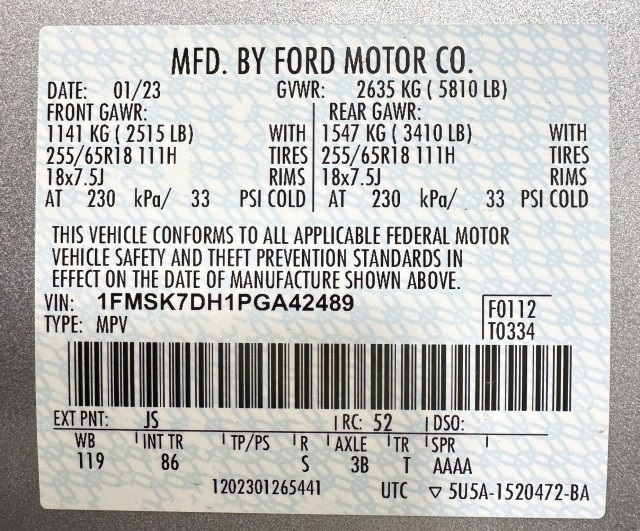 MFD. BY FORD MOTOR CO.
DATE: 01/23 GVWR: 2635 KG ( 5810 LB)
FRONT GAWR: REAR GAWR:
1141 KG ( 2515 LB) WITH 1547 KG ( 3410 LB) WITH
255/65R18 111H TIRES 255/65R18 111H TIRES
18x7.5J RIMS 18x7.5J RIMS
AT 230 kPa/ 33 PSI COLD AT 230 kPa/ 33 PSI COLD
THIS VEHICLE CONFORMS TO ALL APPLICABLE FEDERAL MOTOR
VEHICLE SAFETY AND THEFT PREVENTION STANDARDS IN
EFFECT ON THE DATE OF MANUFACTURE SHOWN ABOVE.
VIN: 1FMSK7DH1PGA42489 F0112
TYPE: MPV T0334
EXT PNT: JS RC: 52 DSO:
WB INT TR TP/PS R AXLE TR SPR
119 86 S 3B T AAAA
1202301265441 UTC ▽ 5U5A-1520472-BA